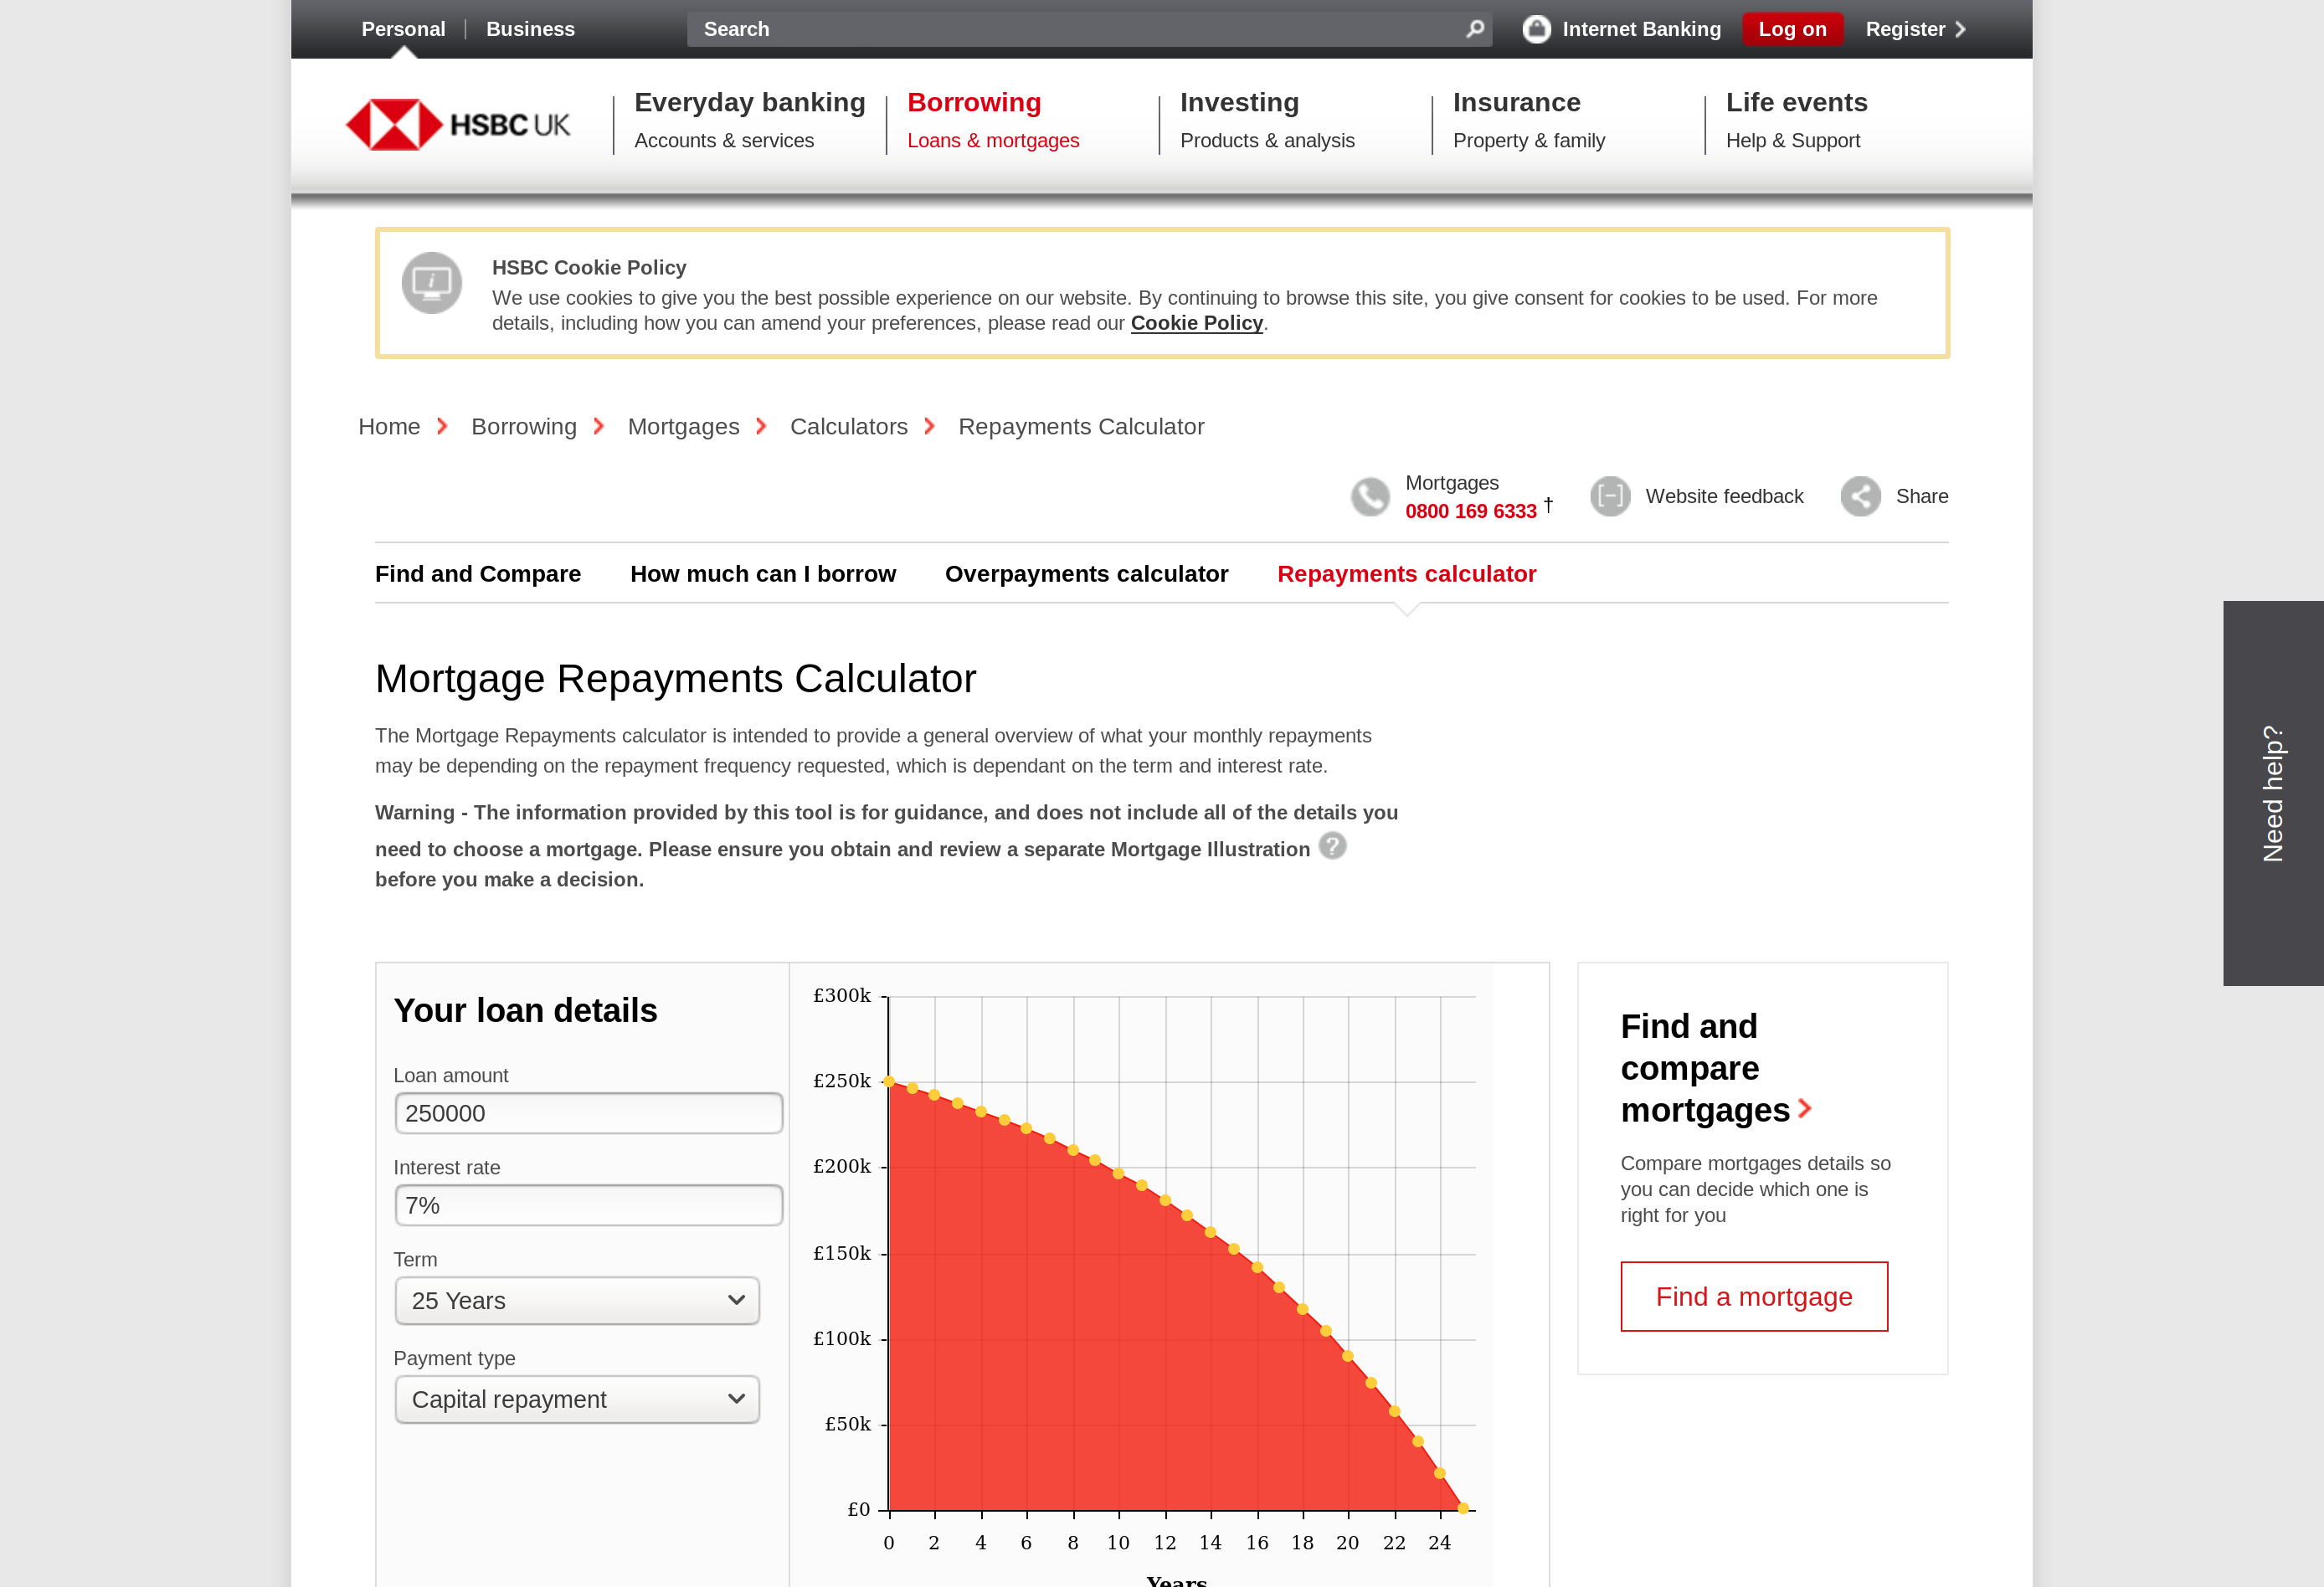 Personal
Business
Search
Internet Banking
Log on
Register
HSBC UK
Everyday banking
Accounts & services
Borrowing
Loans & mortgages
Investing
Products & analysis
Insurance
Property & family
Life events
Help & Support
HSBC Cookie Policy
We use cookies to give you the best possible experience on our website. By continuing to browse this site, you give consent for cookies to be used. For more
details, including how you can amend your preferences, please read our Cookie Policy.
Home
Borrowing
Mortgages
Calculators
Repayments Calculator
Mortgages
0800 169 6333 †
Website feedback
Share
Find and Compare
How much can I borrow
Overpayments calculator
Repayments calculator
Need help?
Mortgage Repayments Calculator
The Mortgage Repayments calculator is intended to provide a general overview of what your monthly repayments
may be depending on the repayment frequency requested, which is dependant on the term and interest rate.
Warning - The information provided by this tool is for guidance, and does not include all of the details you
need to choose a mortgage. Please ensure you obtain and review a separate Mortgage Illustration ?
before you make a decision.
Your loan details
Loan amount
250000
Interest rate
7%
Term
25 Years
Payment type
Capital repayment
£300k
£250k
£200k
£150k
£100k
£50k
£0
0 2 4 6 8 10 12 14 16 18 20 22 24
Years
Find and
compare
mortgages
Compare mortgages details so
you can decide which one is
right for you
Find a mortgage